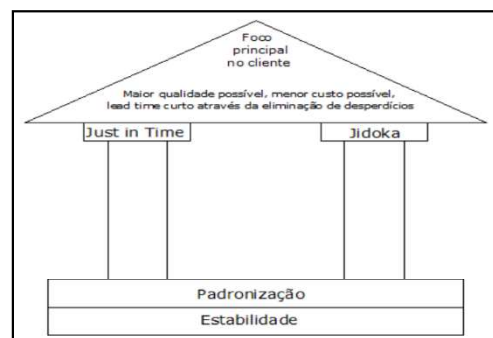 Foco
principal
no cliente
Maior qualidade possível, menor custo possível,
lead time curto através da eliminação de desperdícios
Just in Time
Jidoka
Padronização
Estabilidade